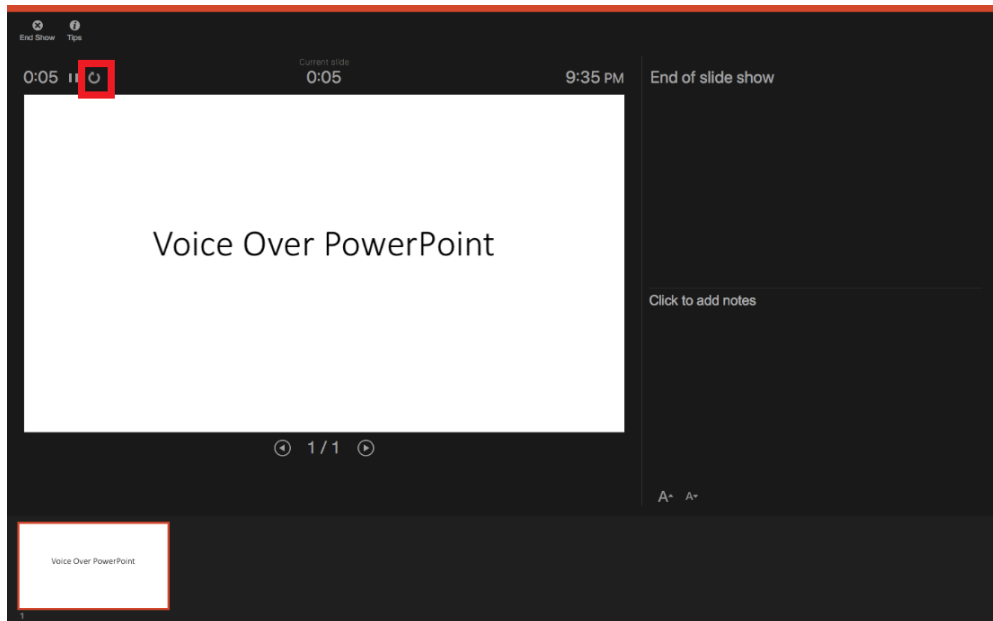 End Show Tips
Current slide
0:05 0:05 9:35 PM
End of slide show
Voice Over PowerPoint
Click to add notes
1 / 1
A A
Voice Over PowerPoint
1